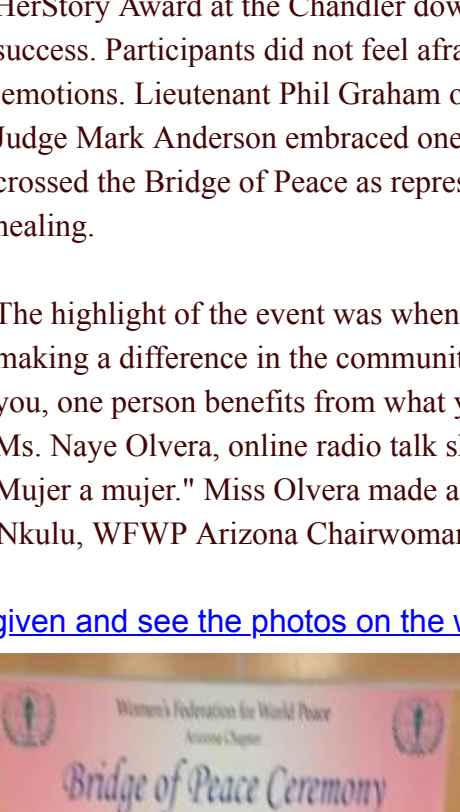 HerStory Award at the Chandler dow
success. Participants did not feel afra
emotions. Lieutenant Phil Graham o
Judge Mark Anderson embraced one
crossed the Bridge of Peace as repres
healing.
The highlight of the event was when
making a difference in the communit
you, one person benefits from what y
Ms. Naye Olvera, online radio talk sh
Mujer a mujer." Miss Olvera made a
Nkulu, WFWP Arizona Chairwoman
given and see the photos on the w
Women's Federation for World Peace
Arizona Chapter
Bridge of Peace Ceremony